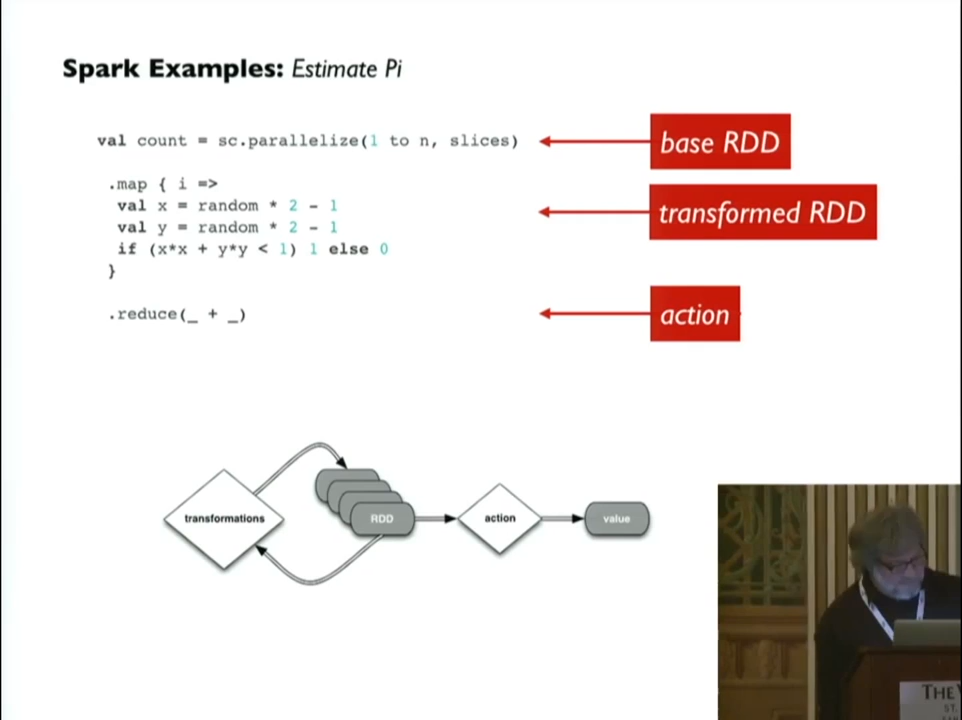 Spark Examples: Estimate Pi
val count = sc.parallelize(1 to n, slices)
base RDD
.map { i =>
val x = random * 2 - 1
transformed RDD
val y = random * 2 - 1
if (x*x + y*y < 1) 1 else 0
}
.reduce(_ + _)
action
transformations
RDD
action
value
THE
ST.